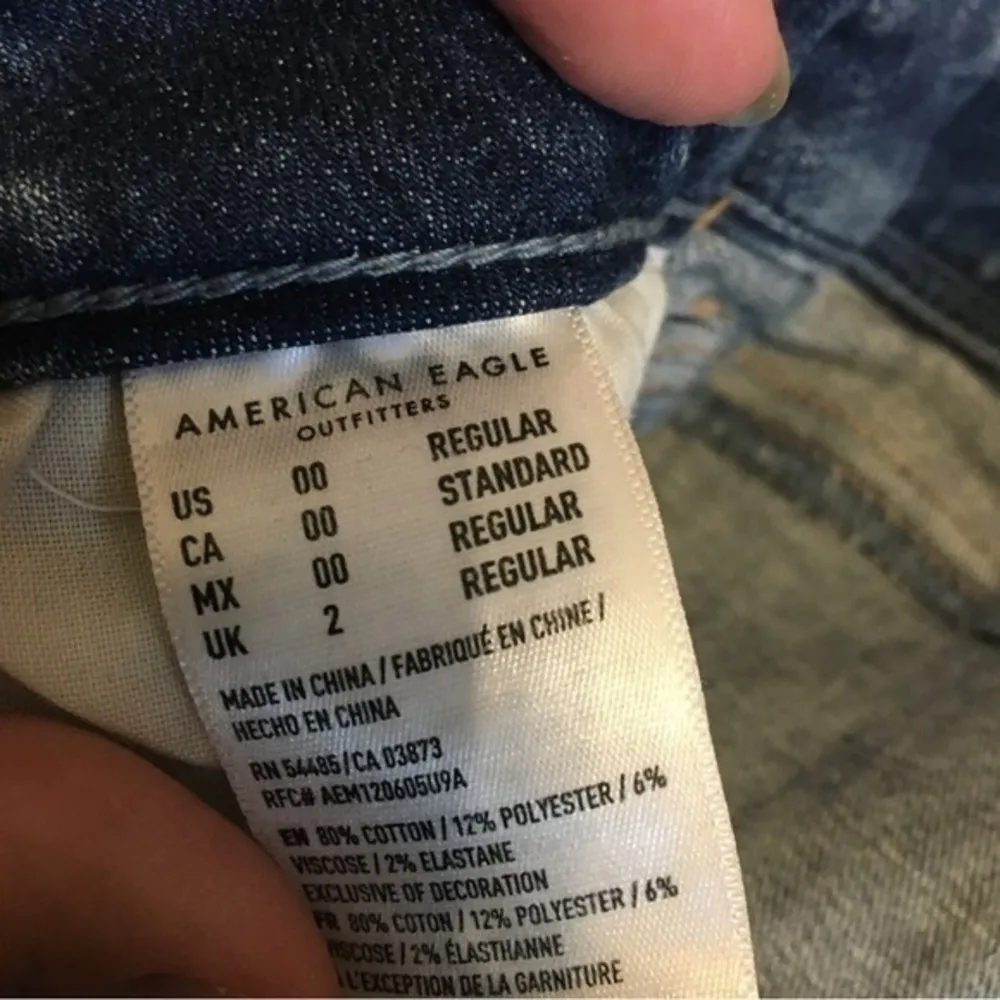 AMERICAN EAGLE
OUTFITTERS
US 00 REGULAR
CA 00 STANDARD
MX 00 REGULAR
UK 2 REGULAR
MADE IN CHINA / FABRIQUÉ EN CHINE /
HECHO EN CHINA
RN 54485 / CA 03873
RFC# AEM120605U9A
EN 80% COTTON / 12% POLYESTER / 6%
VISCOSE / 2% ELASTANE
EXCLUSIVE OF DECORATION
FR 80% COTON / 12% POLYESTER / 6%
VISCOSE / 2% ÉLASTHANNE
À L'EXCEPTION DE LA GARNITURE